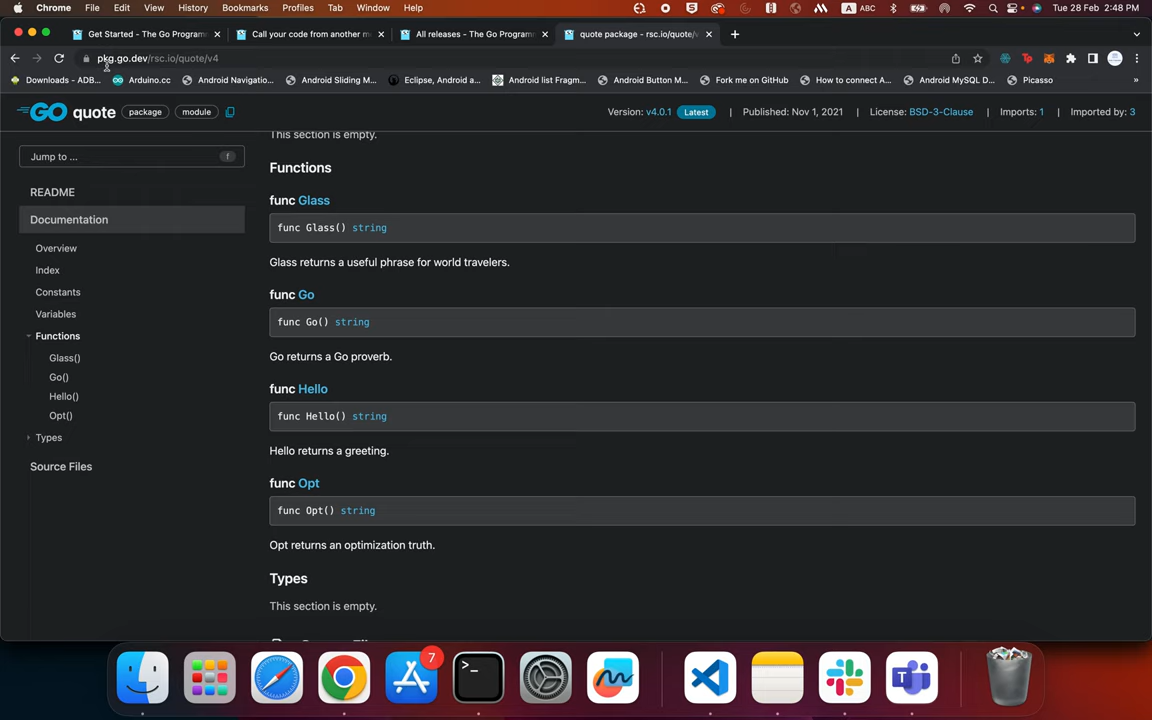 Chrome File Edit View History Bookmarks Profiles Tab Window Help
A ABC
Tue 28 Feb 2:48 PM
Get Started - The Go Programm
Call your code from another m
All releases - The Go Programm
quote package - rsc.io/quote/v
pkg.go.dev/rsc.io/quote/v4
Downloads - ADB...
Arduino.cc
Android Navigatio...
Android Sliding M...
Eclipse, Android a...
Android list Fragm...
Android Button M...
Fork me on GitHub
How to connect A...
Android MySQL D...
Picasso
»
GO quote package module
Version: v4.0.1 Latest | Published: Nov 1, 2021 | License: BSD-3-Clause | Imports: 1 | Imported by: 3
Jump to ... f
README
Documentation
Overview
Index
Constants
Variables
Functions
Glass()
Go()
Hello()
Opt()
Types
Source Files
This section is empty.
Functions
func Glass
func Glass() string
Glass returns a useful phrase for world travelers.
func Go
func Go() string
Go returns a Go proverb.
func Hello
func Hello() string
Hello returns a greeting.
func Opt
func Opt() string
Opt returns an optimization truth.
Types
This section is empty.
7
>_